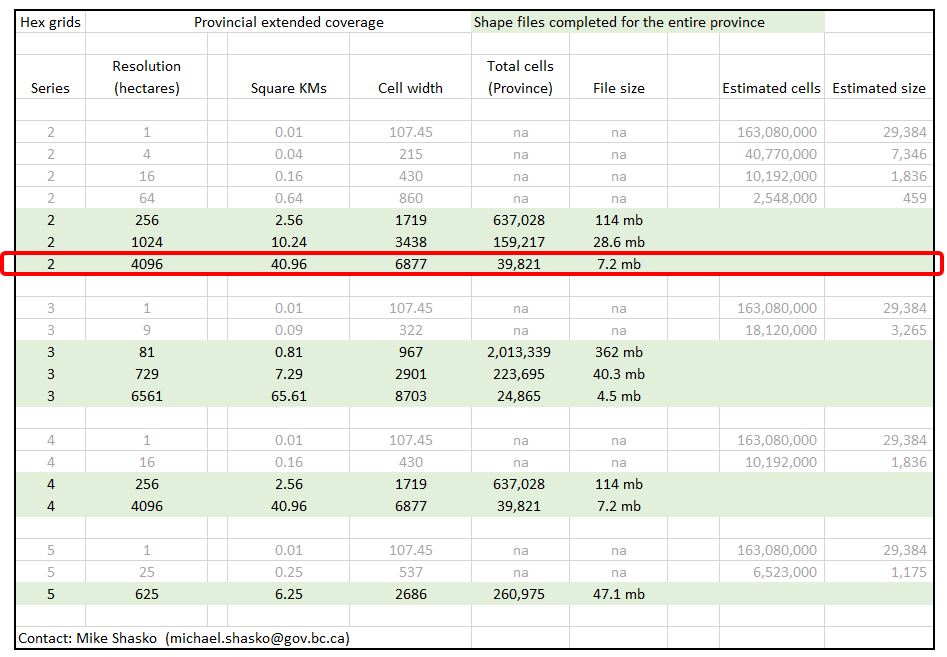 Hex grids Provincial extended coverage Shape files completed for the entire province
Resolution Total cells
Series (hectares) Square KMs Cell width (Province) File size Estimated cells Estimated size
2 1 0.01 107.45 na na 163,080,000 29,384
2 4 0.04 215 na na 40,770,000 7,346
2 16 0.16 430 na na 10,192,000 1,836
2 64 0.64 860 na na 2,548,000 459
2 256 2.56 1719 637,028 114 mb
2 1024 10.24 3438 159,217 28.6 mb
2 4096 40.96 6877 39,821 7.2 mb
3 1 0.01 107.45 na na 163,080,000 29,384
3 9 0.09 322 na na 18,120,000 3,265
3 81 0.81 967 2,013,339 362 mb
3 729 7.29 2901 223,695 40.3 mb
3 6561 65.61 8703 24,865 4.5 mb
4 1 0.01 107.45 na na 163,080,000 29,384
4 16 0.16 430 na na 10,192,000 1,836
4 256 2.56 1719 637,028 114 mb
4 4096 40.96 6877 39,821 7.2 mb
5 1 0.01 107.45 na na 163,080,000 29,384
5 25 0.25 537 na na 6,523,000 1,175
5 625 6.25 2686 260,975 47.1 mb
Contact: Mike Shasko (michael.shasko@gov.bc.ca)